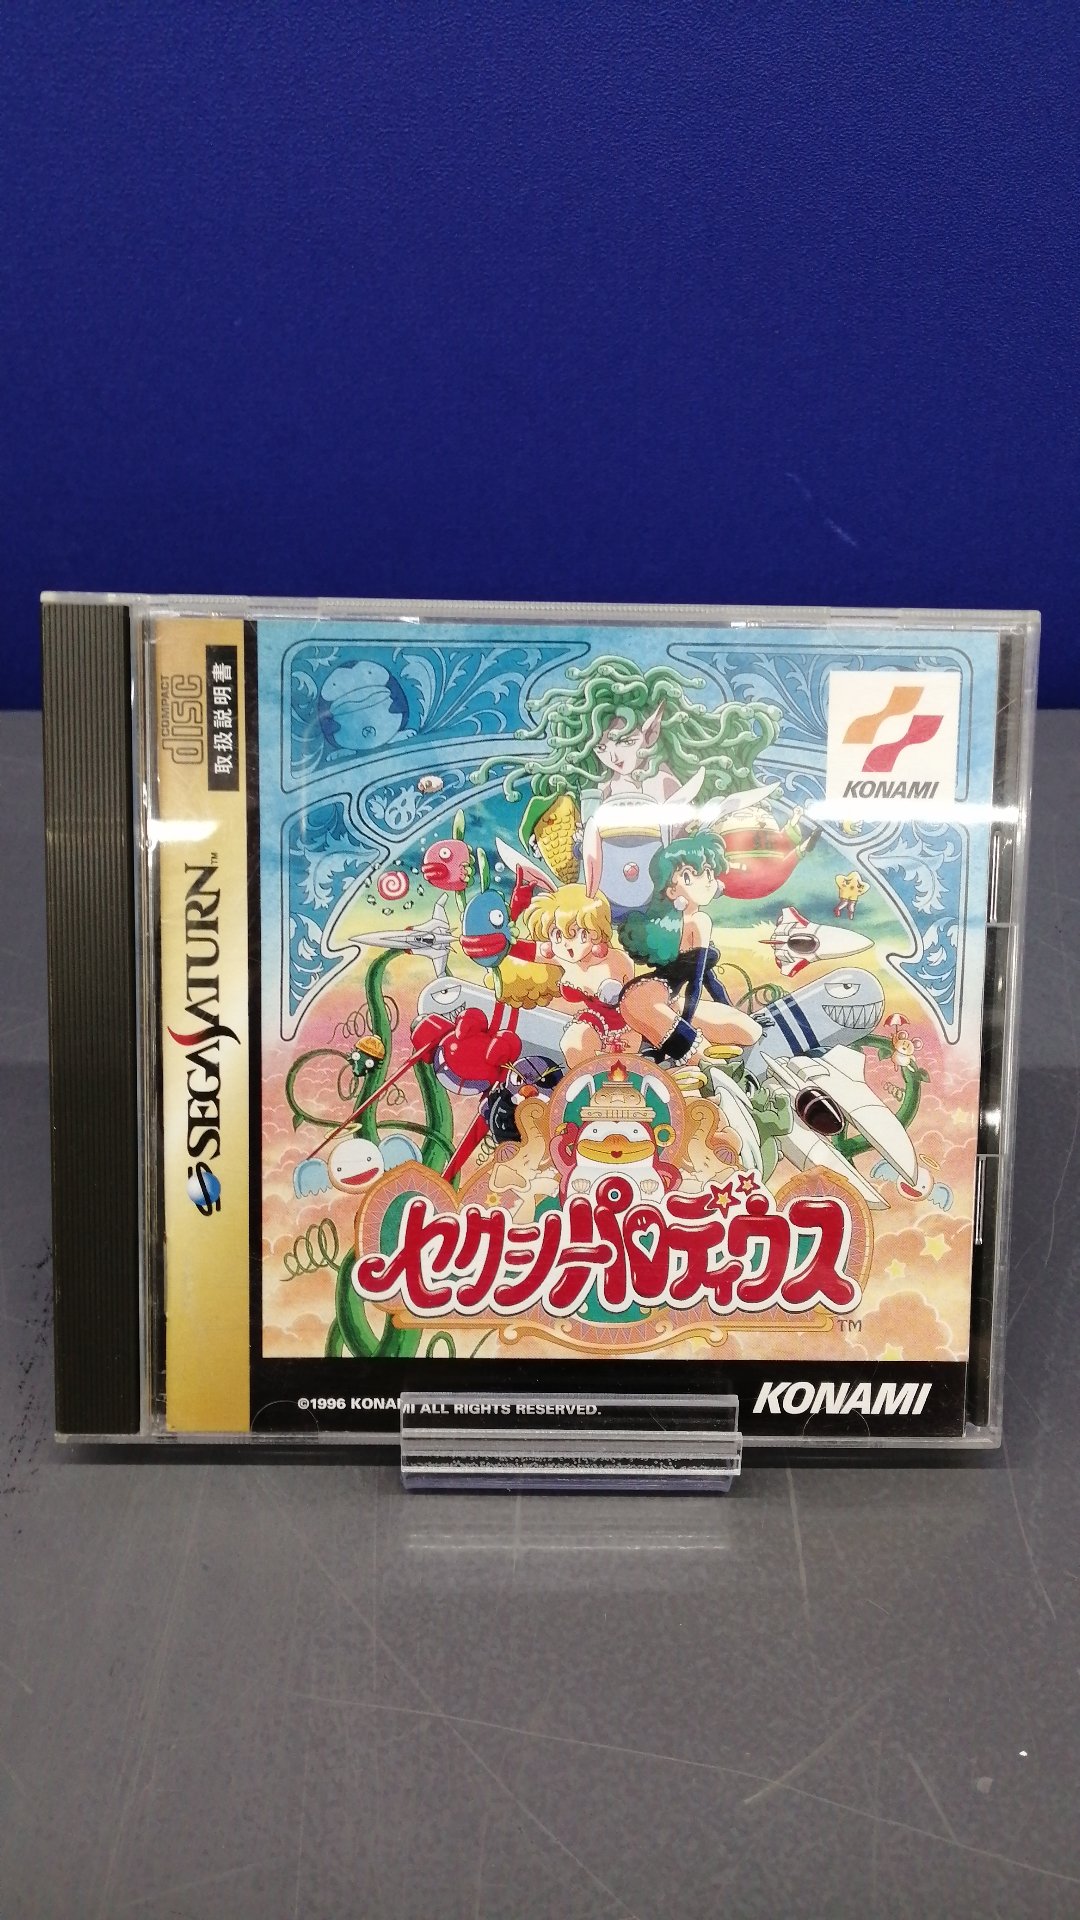 COMPACT
disc
取扱説明書
SEGA SATURN™
KONAMI
セクシーパロディウス
TM
©1996 KONAMI ALL RIGHTS RESERVED.
KONAMI